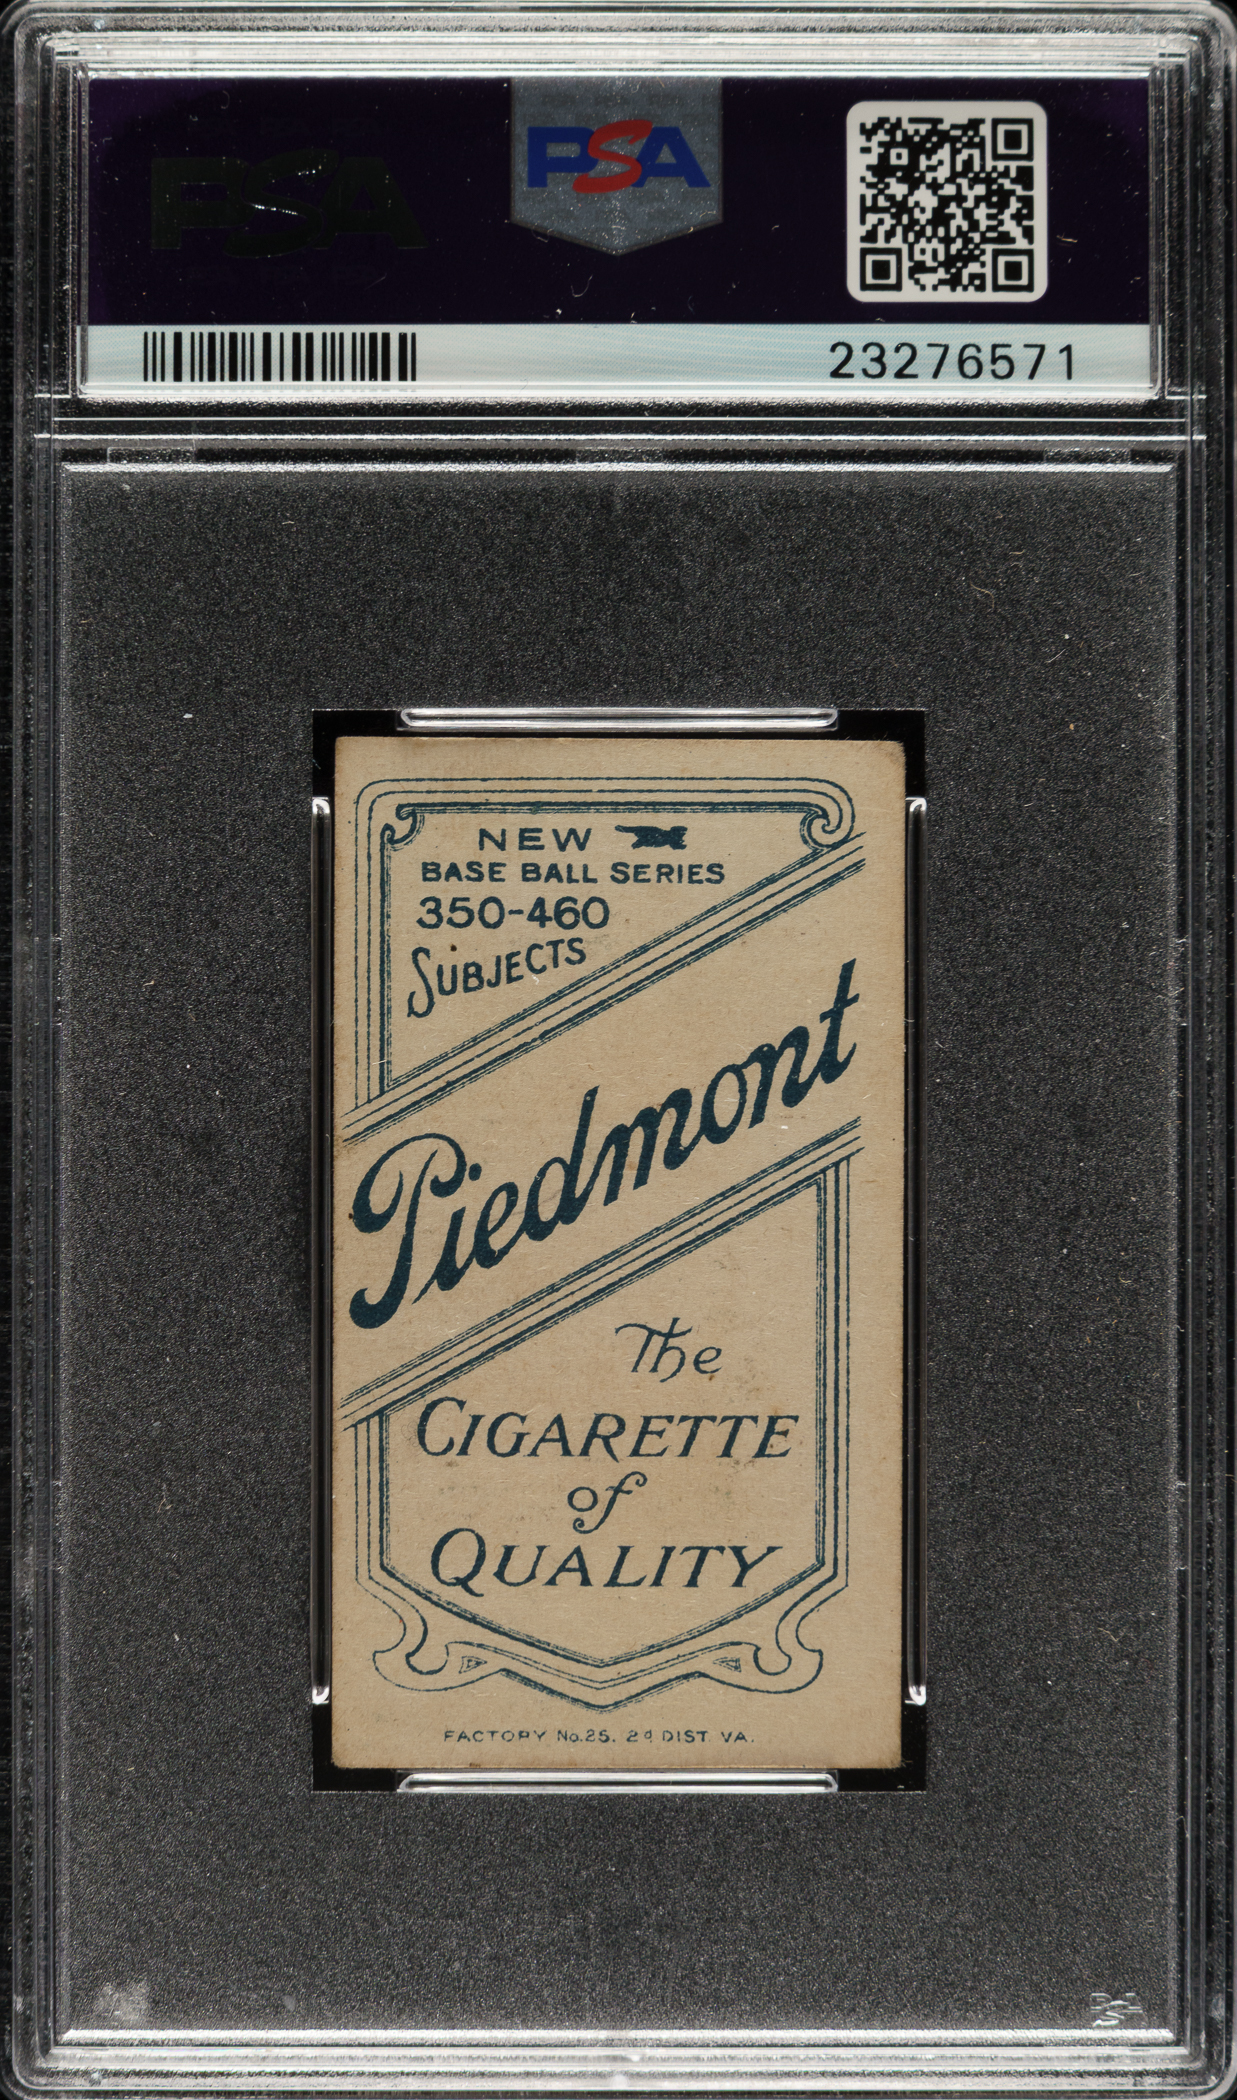 PSA
PSA
23276571
NEW
BASE BALL SERIES
350-460
SUBJECTS
Piedmont
The
CIGARETTE
of
QUALITY
FACTORY No.25. 2d DIST. VA.
PSA